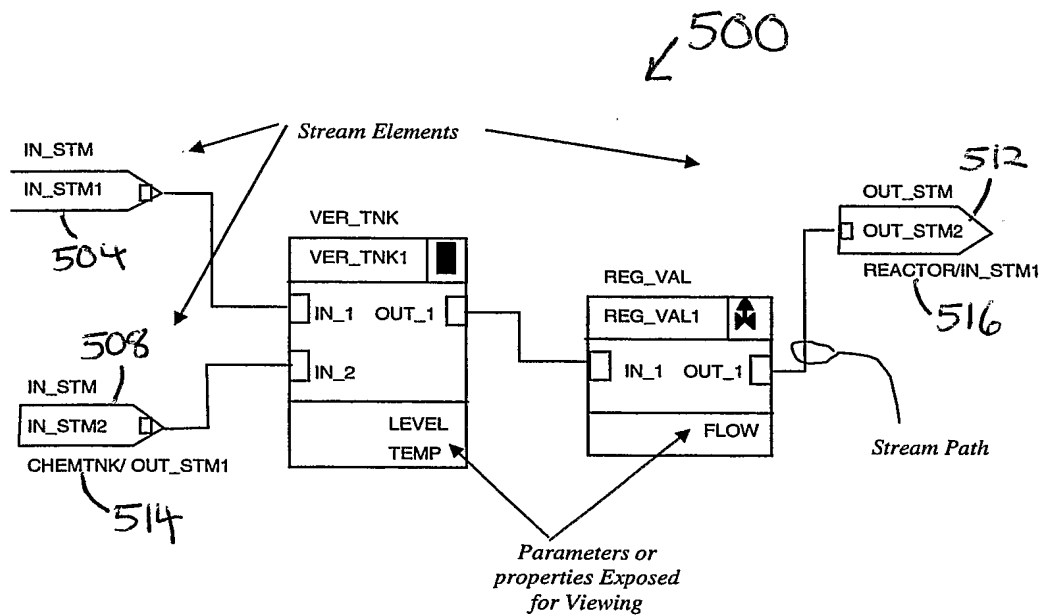 500
Stream Elements
IN_STM
IN_STM1
504
VER_TNK
VER_TNK1
IN_1 OUT_1
IN_2
LEVEL
TEMP
508
IN_STM
IN_STM2
CHEMTNK/ OUT_STM1
514
REG_VAL
REG_VAL1
IN_1 OUT_1
FLOW
512
OUT_STM
OUT_STM2
REACTOR/IN_STM1
516
Stream Path
Parameters or
properties Exposed
for Viewing